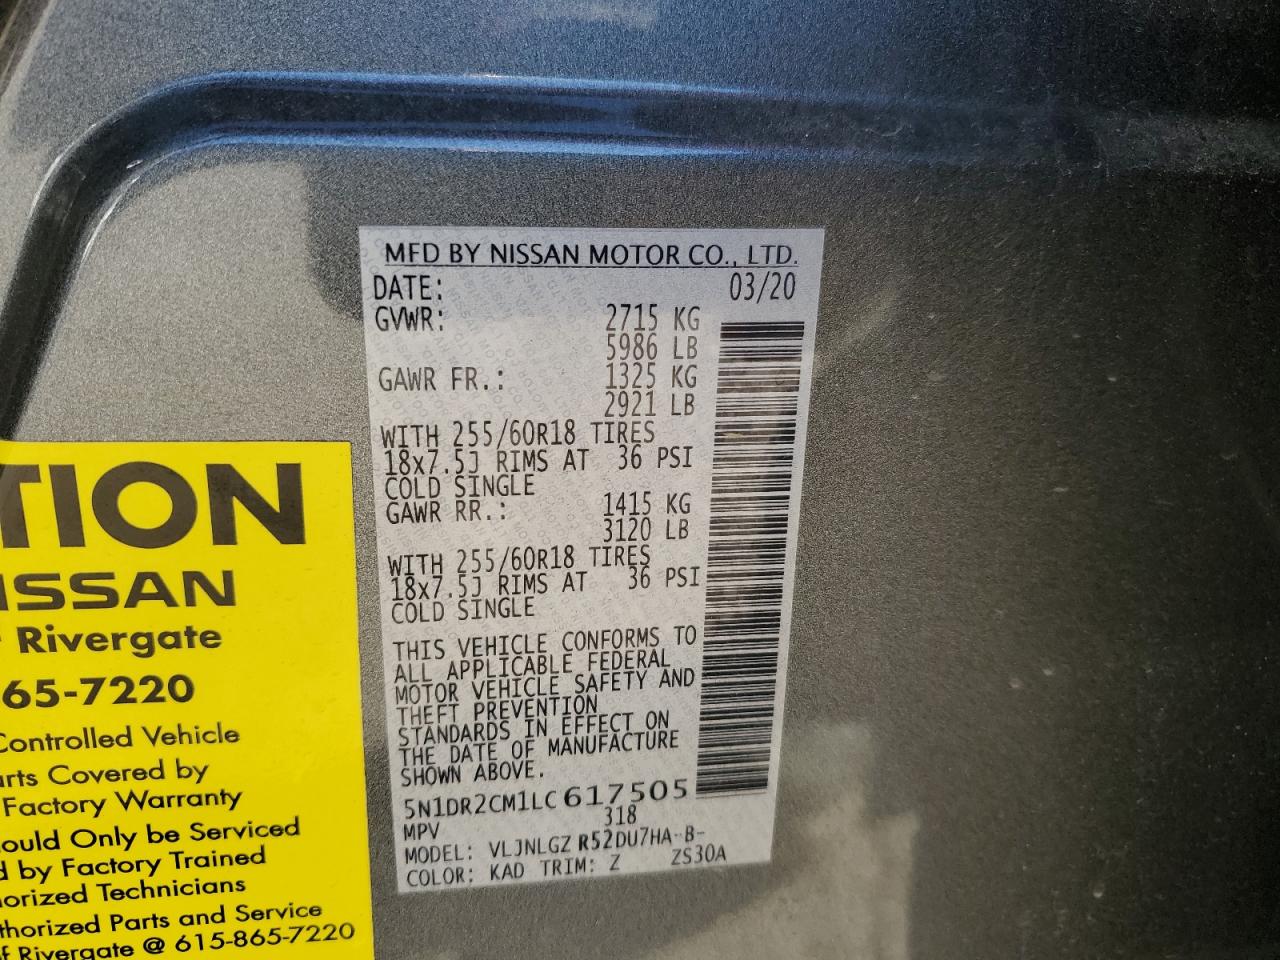 MFD BY NISSAN MOTOR CO., LTD.
DATE: 03/20
GVWR: 2715 KG
5986 LB
GAWR FR.: 1325 KG
2921 LB
WITH 255/60R18 TIRES
18x7.5J RIMS AT 36 PSI
COLD SINGLE
GAWR RR.: 1415 KG
3120 LB
WITH 255/60R18 TIRES
18x7.5J RIMS AT 36 PSI
COLD SINGLE
THIS VEHICLE CONFORMS TO
ALL APPLICABLE FEDERAL
MOTOR VEHICLE SAFETY AND
THEFT PREVENTION
STANDARDS IN EFFECT ON
THE DATE OF MANUFACTURE
SHOWN ABOVE.
5N1DR2CM1LC617505
MPV 318
MODEL: VLJNLGZ R52DU7HA-B-
COLOR: KAD TRIM: Z ZS30A
TION
ISSAN
Rivergate
65-7220
Controlled Vehicle
arts Covered by
Factory Warranty
ould Only be Serviced
d by Factory Trained
orized Technicians
thorized Parts and Service
f Rivergate @ 615-865-7220